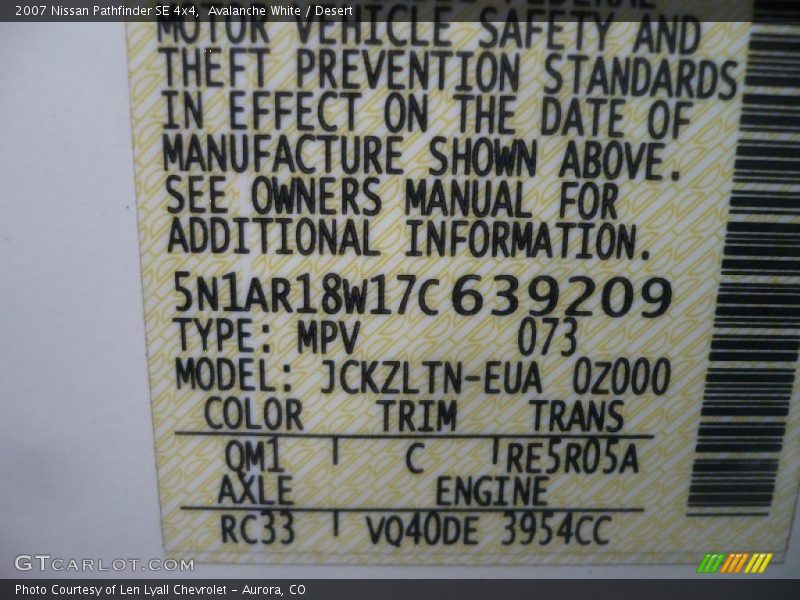 2007 Nissan Pathfinder SE 4x4, Avalanche White / Desert
MOTOR VEHICLE SAFETY AND
THEFT PREVENTION STANDARDS
IN EFFECT ON THE DATE OF
MANUFACTURE SHOWN ABOVE.
SEE OWNERS MANUAL FOR
ADDITIONAL INFORMATION.
5N1AR18W17C639209
TYPE: MPV 073
MODEL: JCKZLTN-EUA 0Z000
COLOR TRIM TRANS
QM1 C RE5R05A
AXLE ENGINE
RC33 VQ40DE 3954CC
GTCARLOT.COM
Photo Courtesy of Len Lyall Chevrolet - Aurora, CO